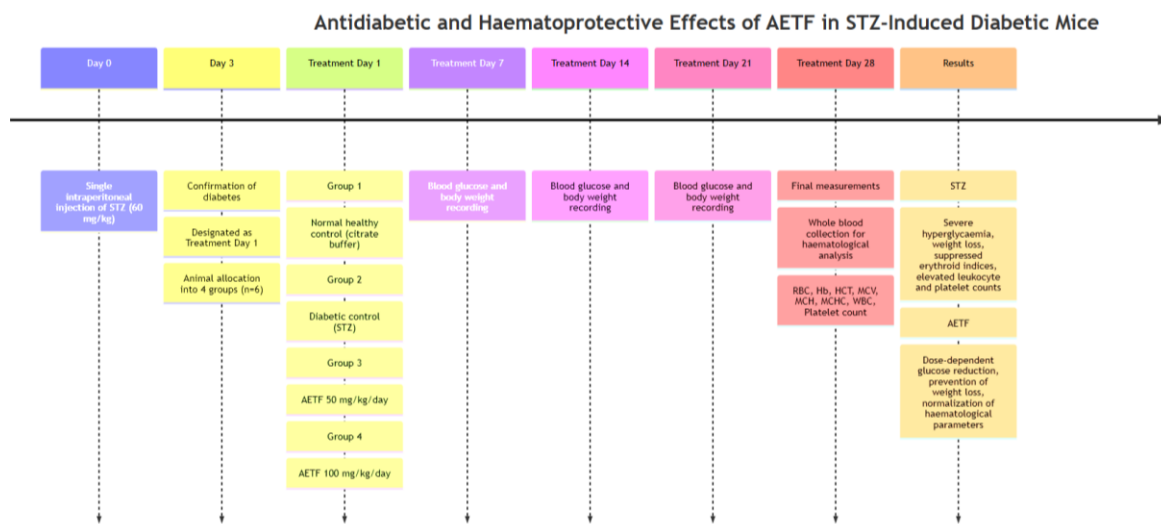 Antidiabetic and Haematoprotective Effects of AETF in STZ-Induced Diabetic Mice
Day 0
Day 3
Treatment Day 1
Treatment Day 7
Treatment Day 14
Treatment Day 21
Treatment Day 28
Results
Single
intraperitoneal
injection of STZ (60
mg/kg)
Confirmation of
diabetes
Designated as
Treatment Day 1
Animal allocation
into 4 groups (n=6)
Group 1
Normal healthy
control (citrate
buffer)
Group 2
Diabetic control
(STZ)
Group 3
AETF 50 mg/kg/day
Group 4
AETF 100 mg/kg/day
Blood glucose and
body weight
recording
Blood glucose and
body weight
recording
Blood glucose and
body weight
recording
Final measurements
Whole blood
collection for
haematological
analysis
RBC, Hb, HCT, MCV,
MCH, MCHC, WBC,
Platelet count
STZ
Severe
hyperglycaemia,
weight loss,
suppressed
erythroid indices,
elevated leukocyte
and platelet counts
AETF
Dose-dependent
glucose reduction,
prevention of
weight loss,
normalization of
haematological
parameters